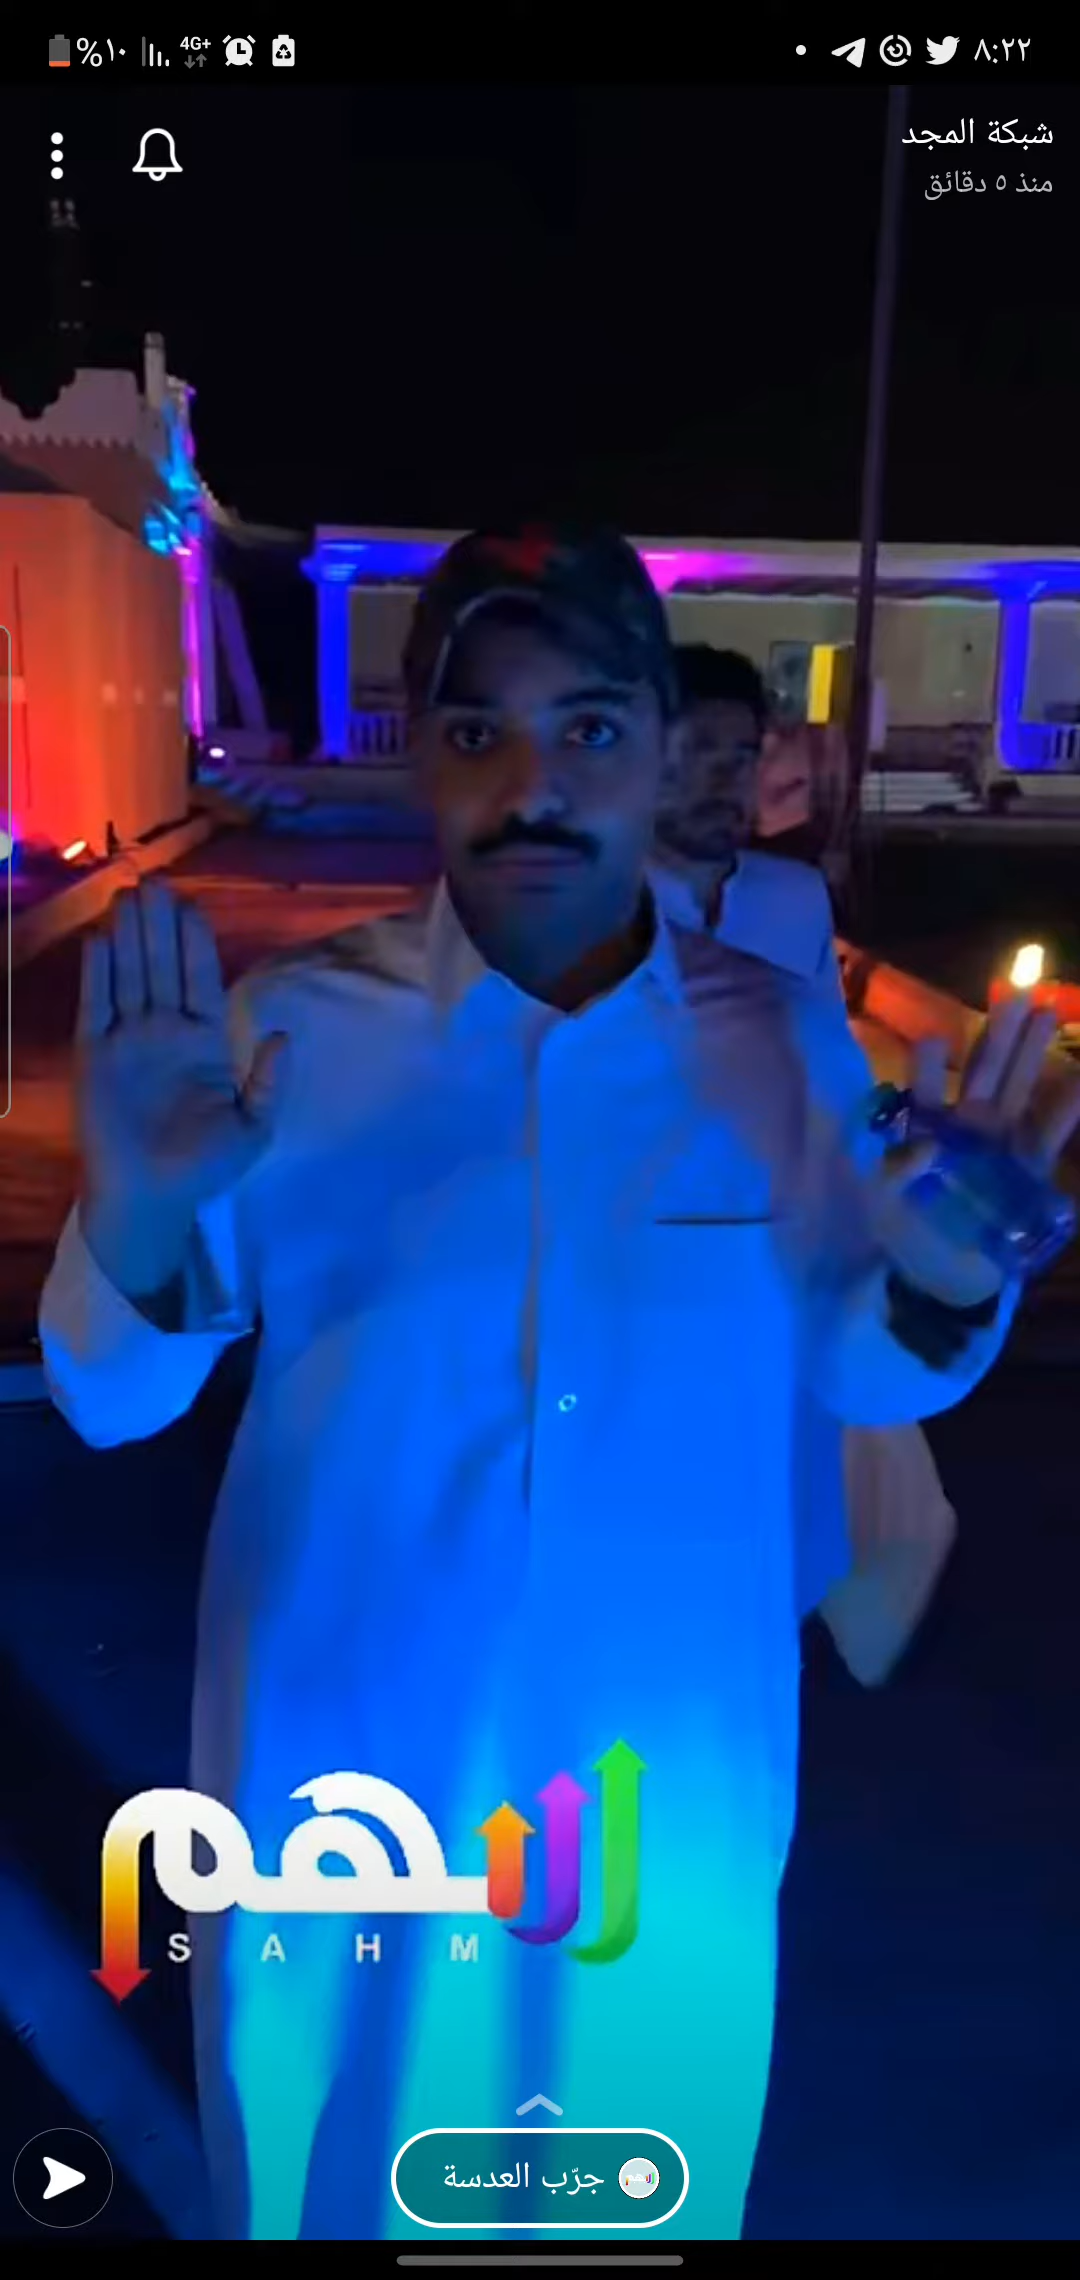 ٨:٢٢
4G+
%١٠
شبكة المجد
منذ ٥ دقائق
سهم
S A H M
جرّب العدسة